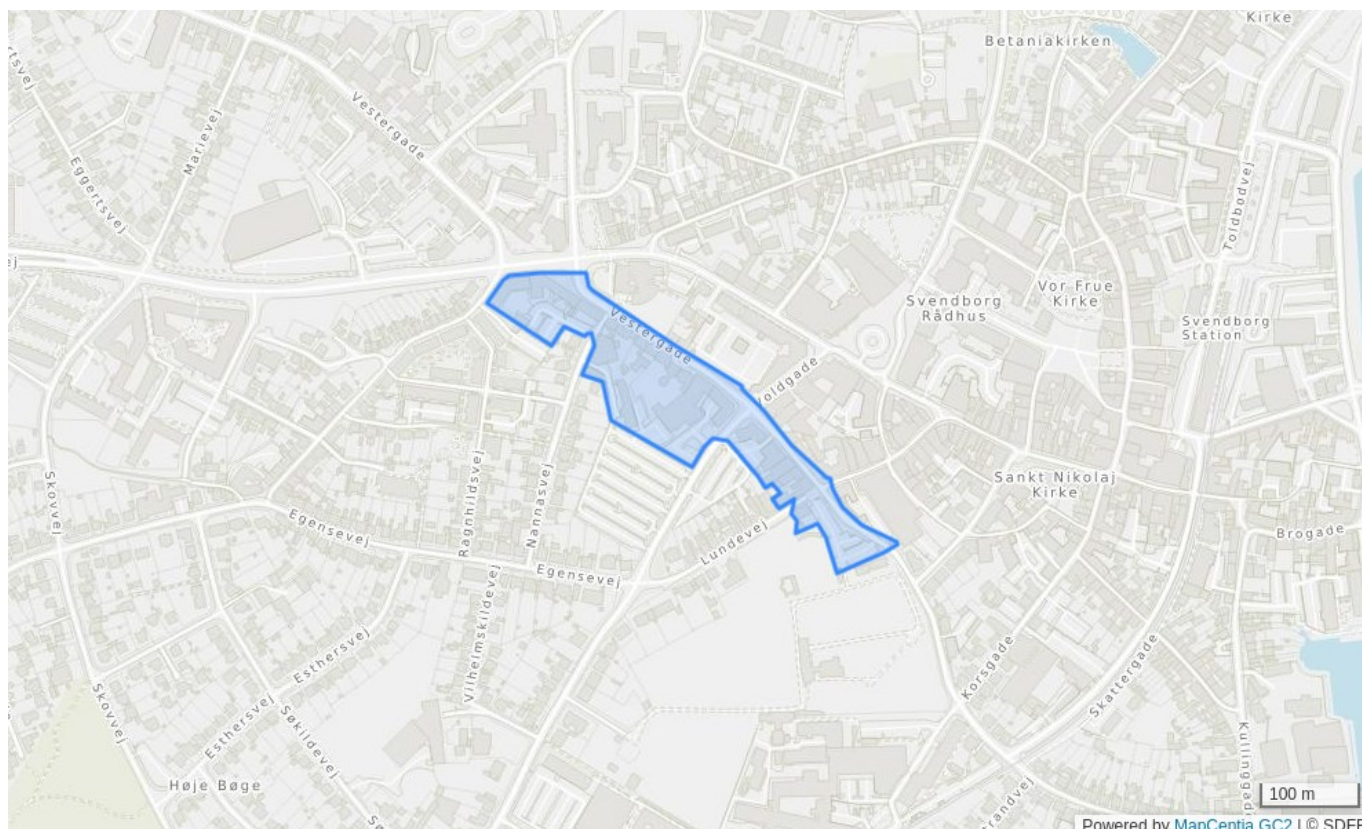 Kirke
Betaniakirken
Vestergade
Marievej
Eggertsvej
Toldbodvej
Vor Frue
Kirke
Svendborg
Rådhus
Svendborg
Station
Vestergade
Voldgade
Sankt Nikolaj
Kirke
Skovvej
Ragnhildsvej
Nannasvej
Egensevej
Egensevej
Lundevej
Brogade
Vilhelmskildevej
Esthersvej
Esthersvej
Søkildevej
Skovvej
Korsgade
Skattergade
Høje Bøge
100 m
Powered by MapCentia GC2 | © SDFE